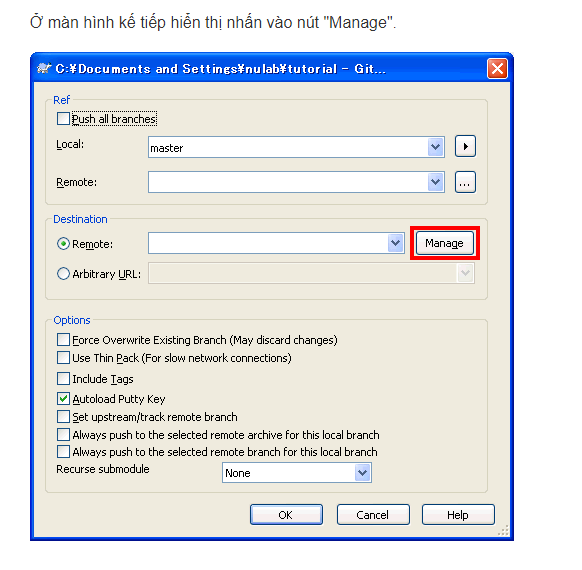 Ở màn hình kế tiếp hiển thị nhấn vào nút "Manage".
C:¥Documents and Settings¥nulab¥tutorial - Git...
Ref
Push all branches
Local: master
Remote: ...
Destination
Remote: Manage
Arbitrary URL:
Options
Force Overwrite Existing Branch (May discard changes)
Use Thin Pack (For slow network connections)
Include Tags
Autoload Putty Key
Set upstream/track remote branch
Always push to the selected remote archive for this local branch
Always push to the selected remote branch for this local branch
Recurse submodule None
OK Cancel Help